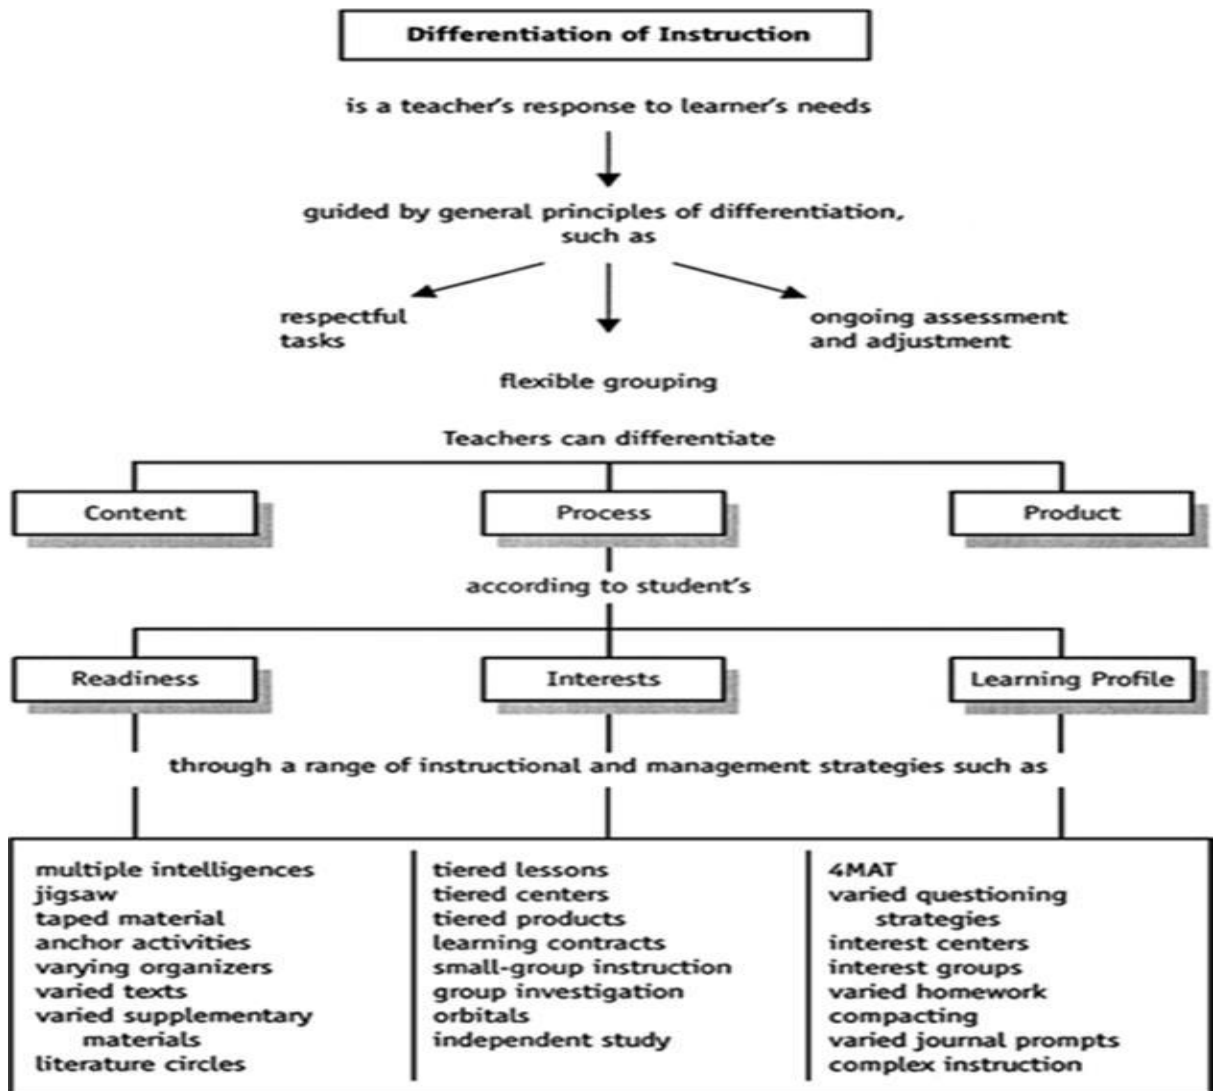 Differentiation of Instruction
is a teacher's response to learner's needs
guided by general principles of differentiation,
such as
respectful
tasks
ongoing assessment
and adjustment
flexible grouping
Teachers can differentiate
Content
Process
Product
according to student's
Readiness
Interests
Learning Profile
through a range of instructional and management strategies such as
multiple intelligences
jigsaw
taped material
anchor activities
varying organizers
varied texts
varied supplementary
materials
literature circles
tiered lessons
tiered centers
tiered products
learning contracts
small-group instruction
group investigation
orbitals
independent study
4MAT
varied questioning
strategies
interest centers
interest groups
varied homework
compacting
varied journal prompts
complex instruction